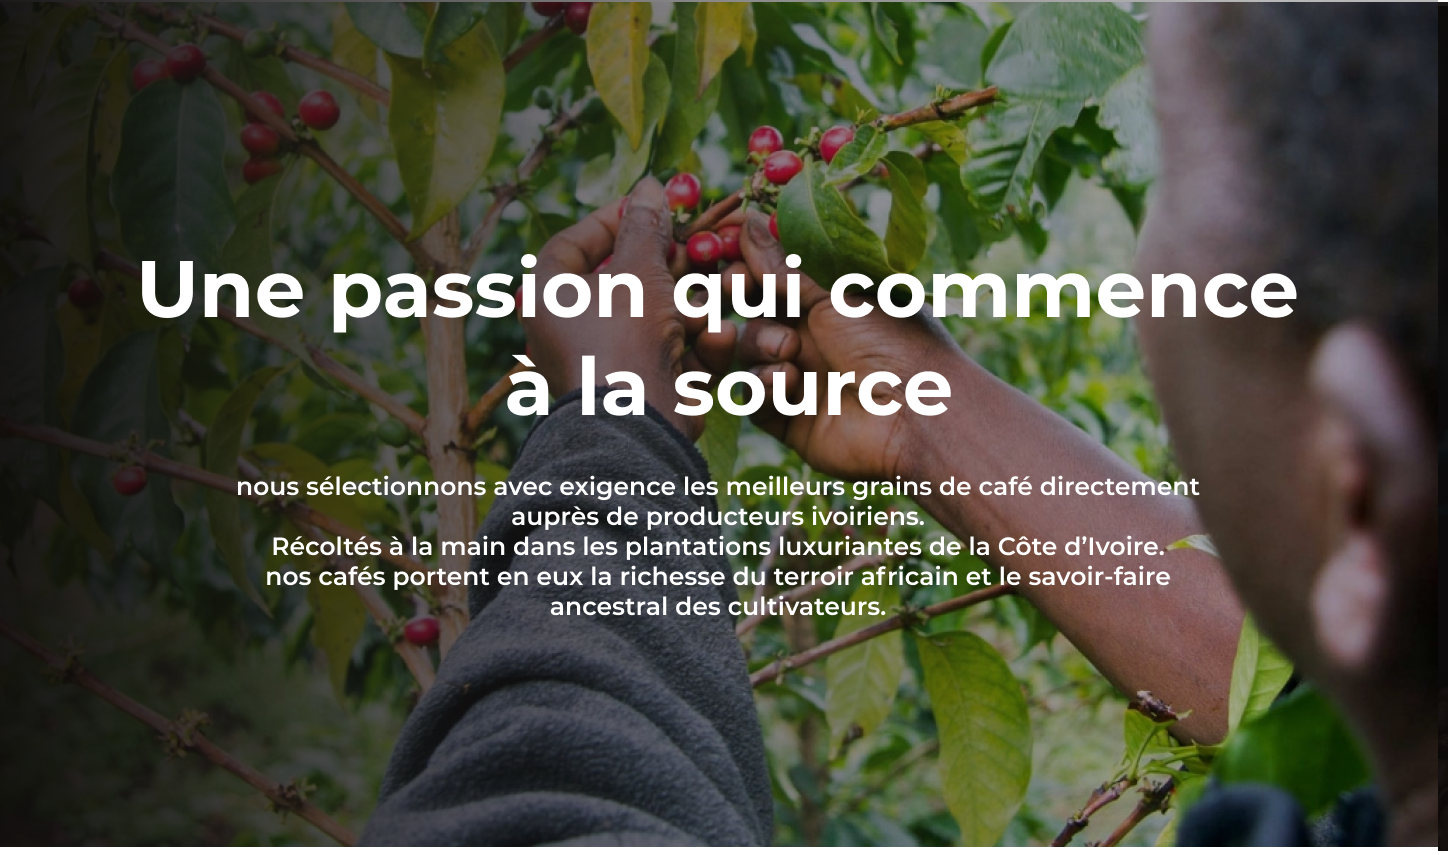 Une passion qui commence
à la source
nous sélectionnons avec exigence les meilleurs grains de café directement
auprès de producteurs ivoiriens.
Récoltés à la main dans les plantations luxuriantes de la Côte d’Ivoire.
nos cafés portent en eux la richesse du terroir africain et le savoir-faire
ancestral des cultivateurs.